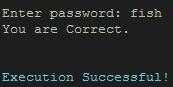 Enter password: fish
You are Correct.
Execution Successful!